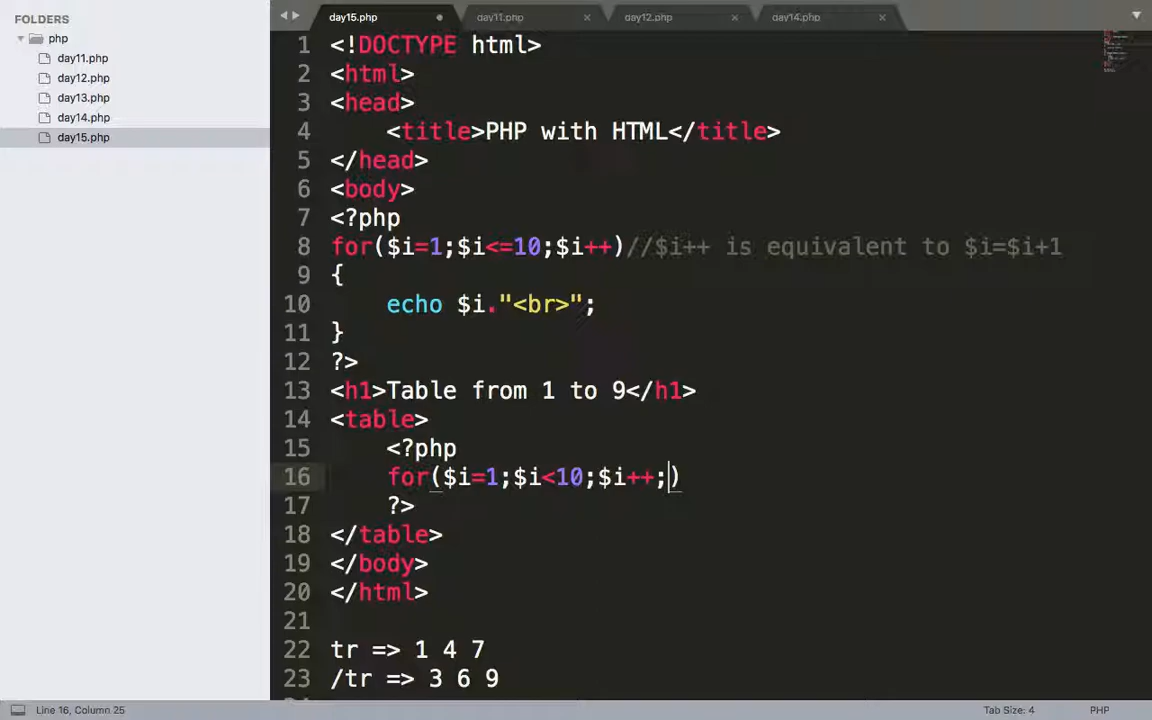 FOLDERS
php
day11.php
day12.php
day13.php
day14.php
day15.php
day15.php day11.php day12.php day14.php
1 <!DOCTYPE html>
2 <html>
3 <head>
4 <title>PHP with HTML</title>
5 </head>
6 <body>
7 <?php
8 for($i=1;$i<=10;$i++)//$i++ is equivalent to $i=$i+1
9 {
10 echo $i."<br>";
11 }
12 ?>
13 <h1>Table from 1 to 9</h1>
14 <table>
15 <?php
16 for($i=1;$i<10;$i++;)
17 ?>
18 </table>
19 </body>
20 </html>
21
22 tr => 1 4 7
23 /tr => 3 6 9
Line 16, Column 25 Tab Size: 4 PHP